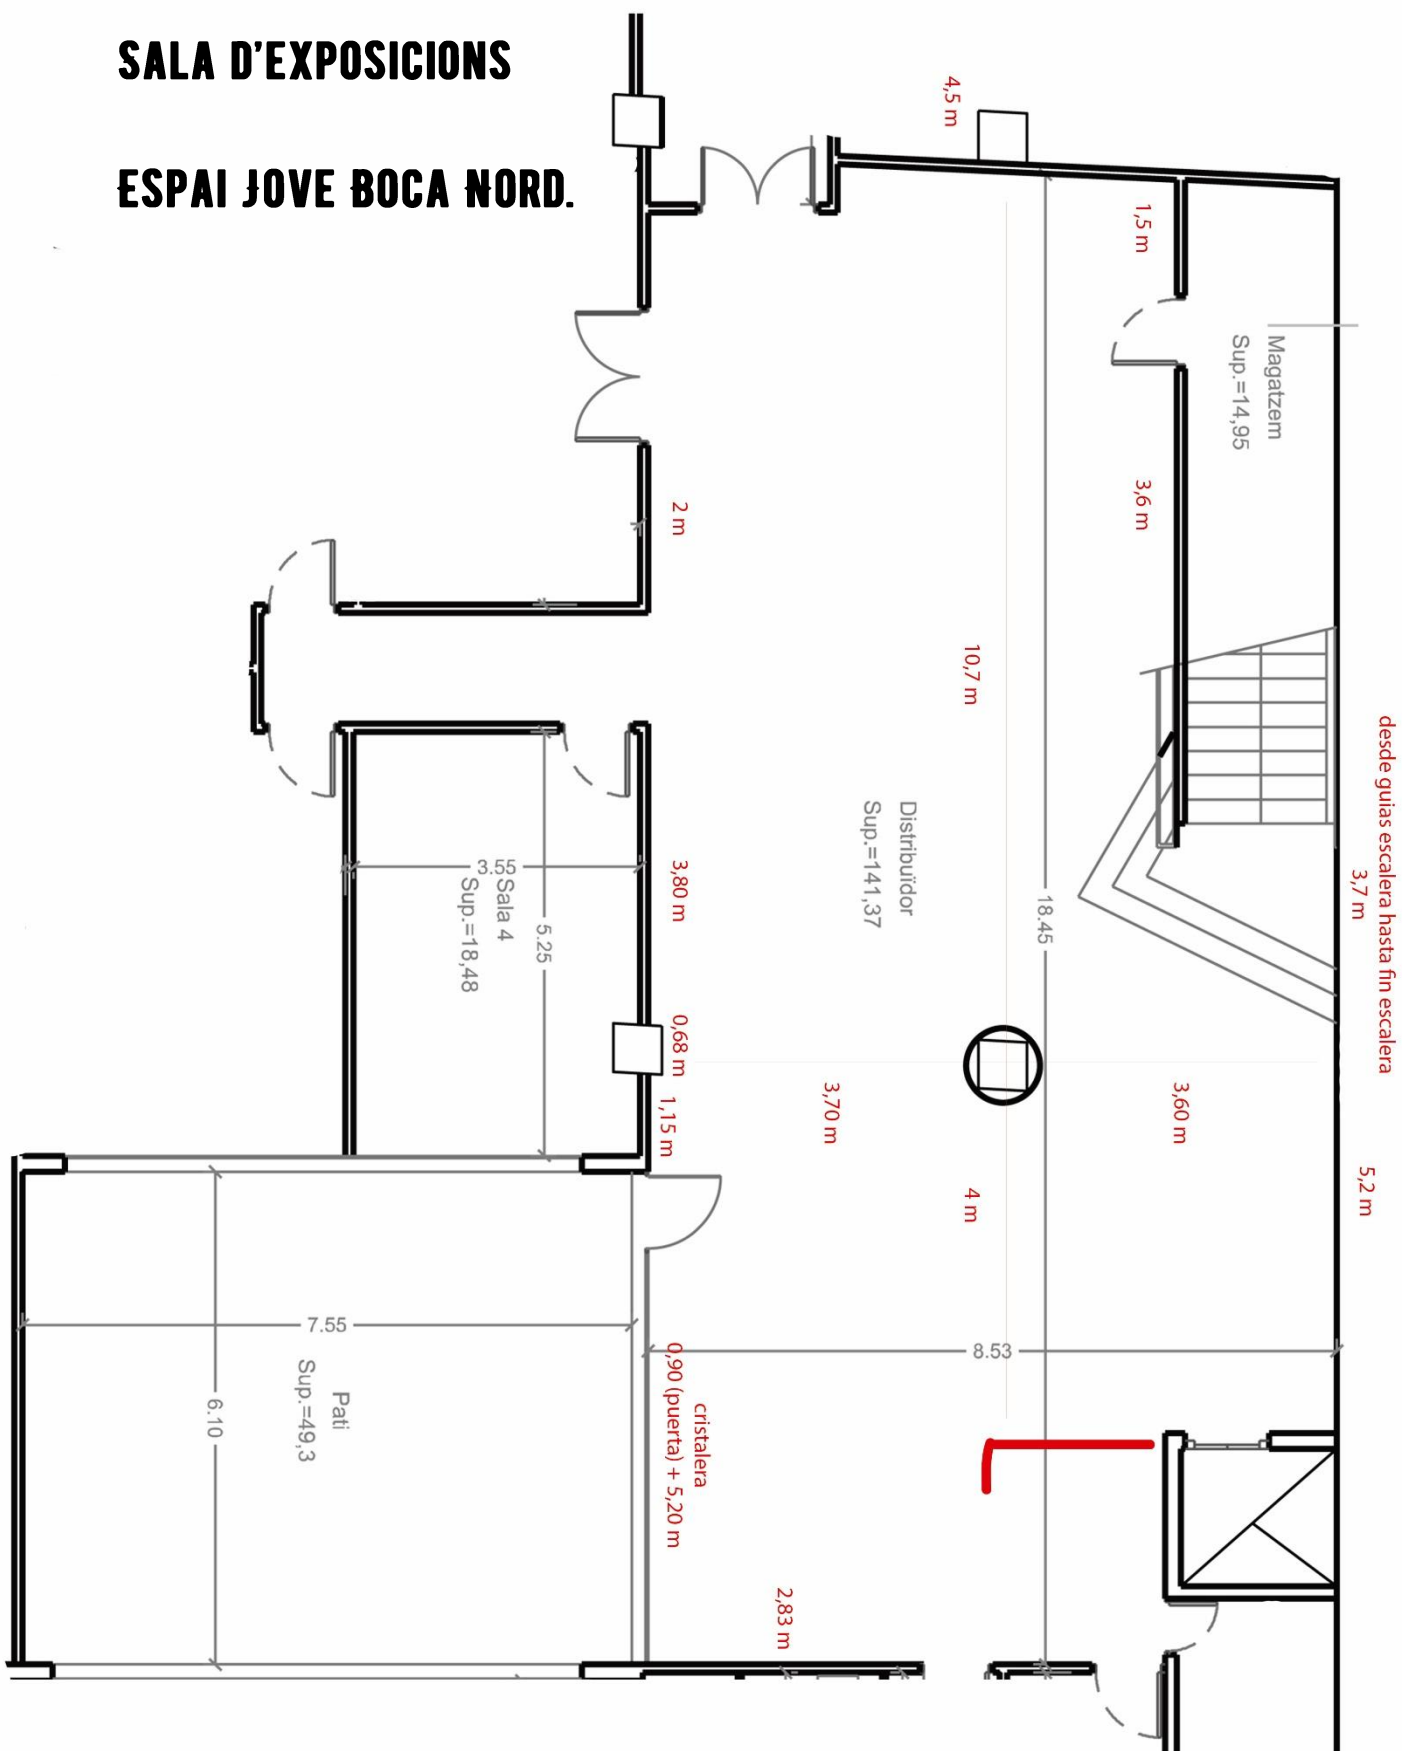 SALA D'EXPOSICIONS
ESPAI JOVE BOCA NORD.
4,5 m
1,5 m
Magatzem
Sup.=14,95
3,6 m
2 m
10,7 m
desde guias escalera hasta fin escalera
3,7 m
Distribuïdor
Sup.=141,37
18.45
3.55
Sala 4
Sup.=18,48
5.25
3,80 m
0,68 m
1,15 m
3,70 m
3,60 m
4 m
5,2 m
7.55
8.53
Pati
Sup.=49,3
6.10
cristalera
0,90 (puerta) + 5,20 m
2,83 m